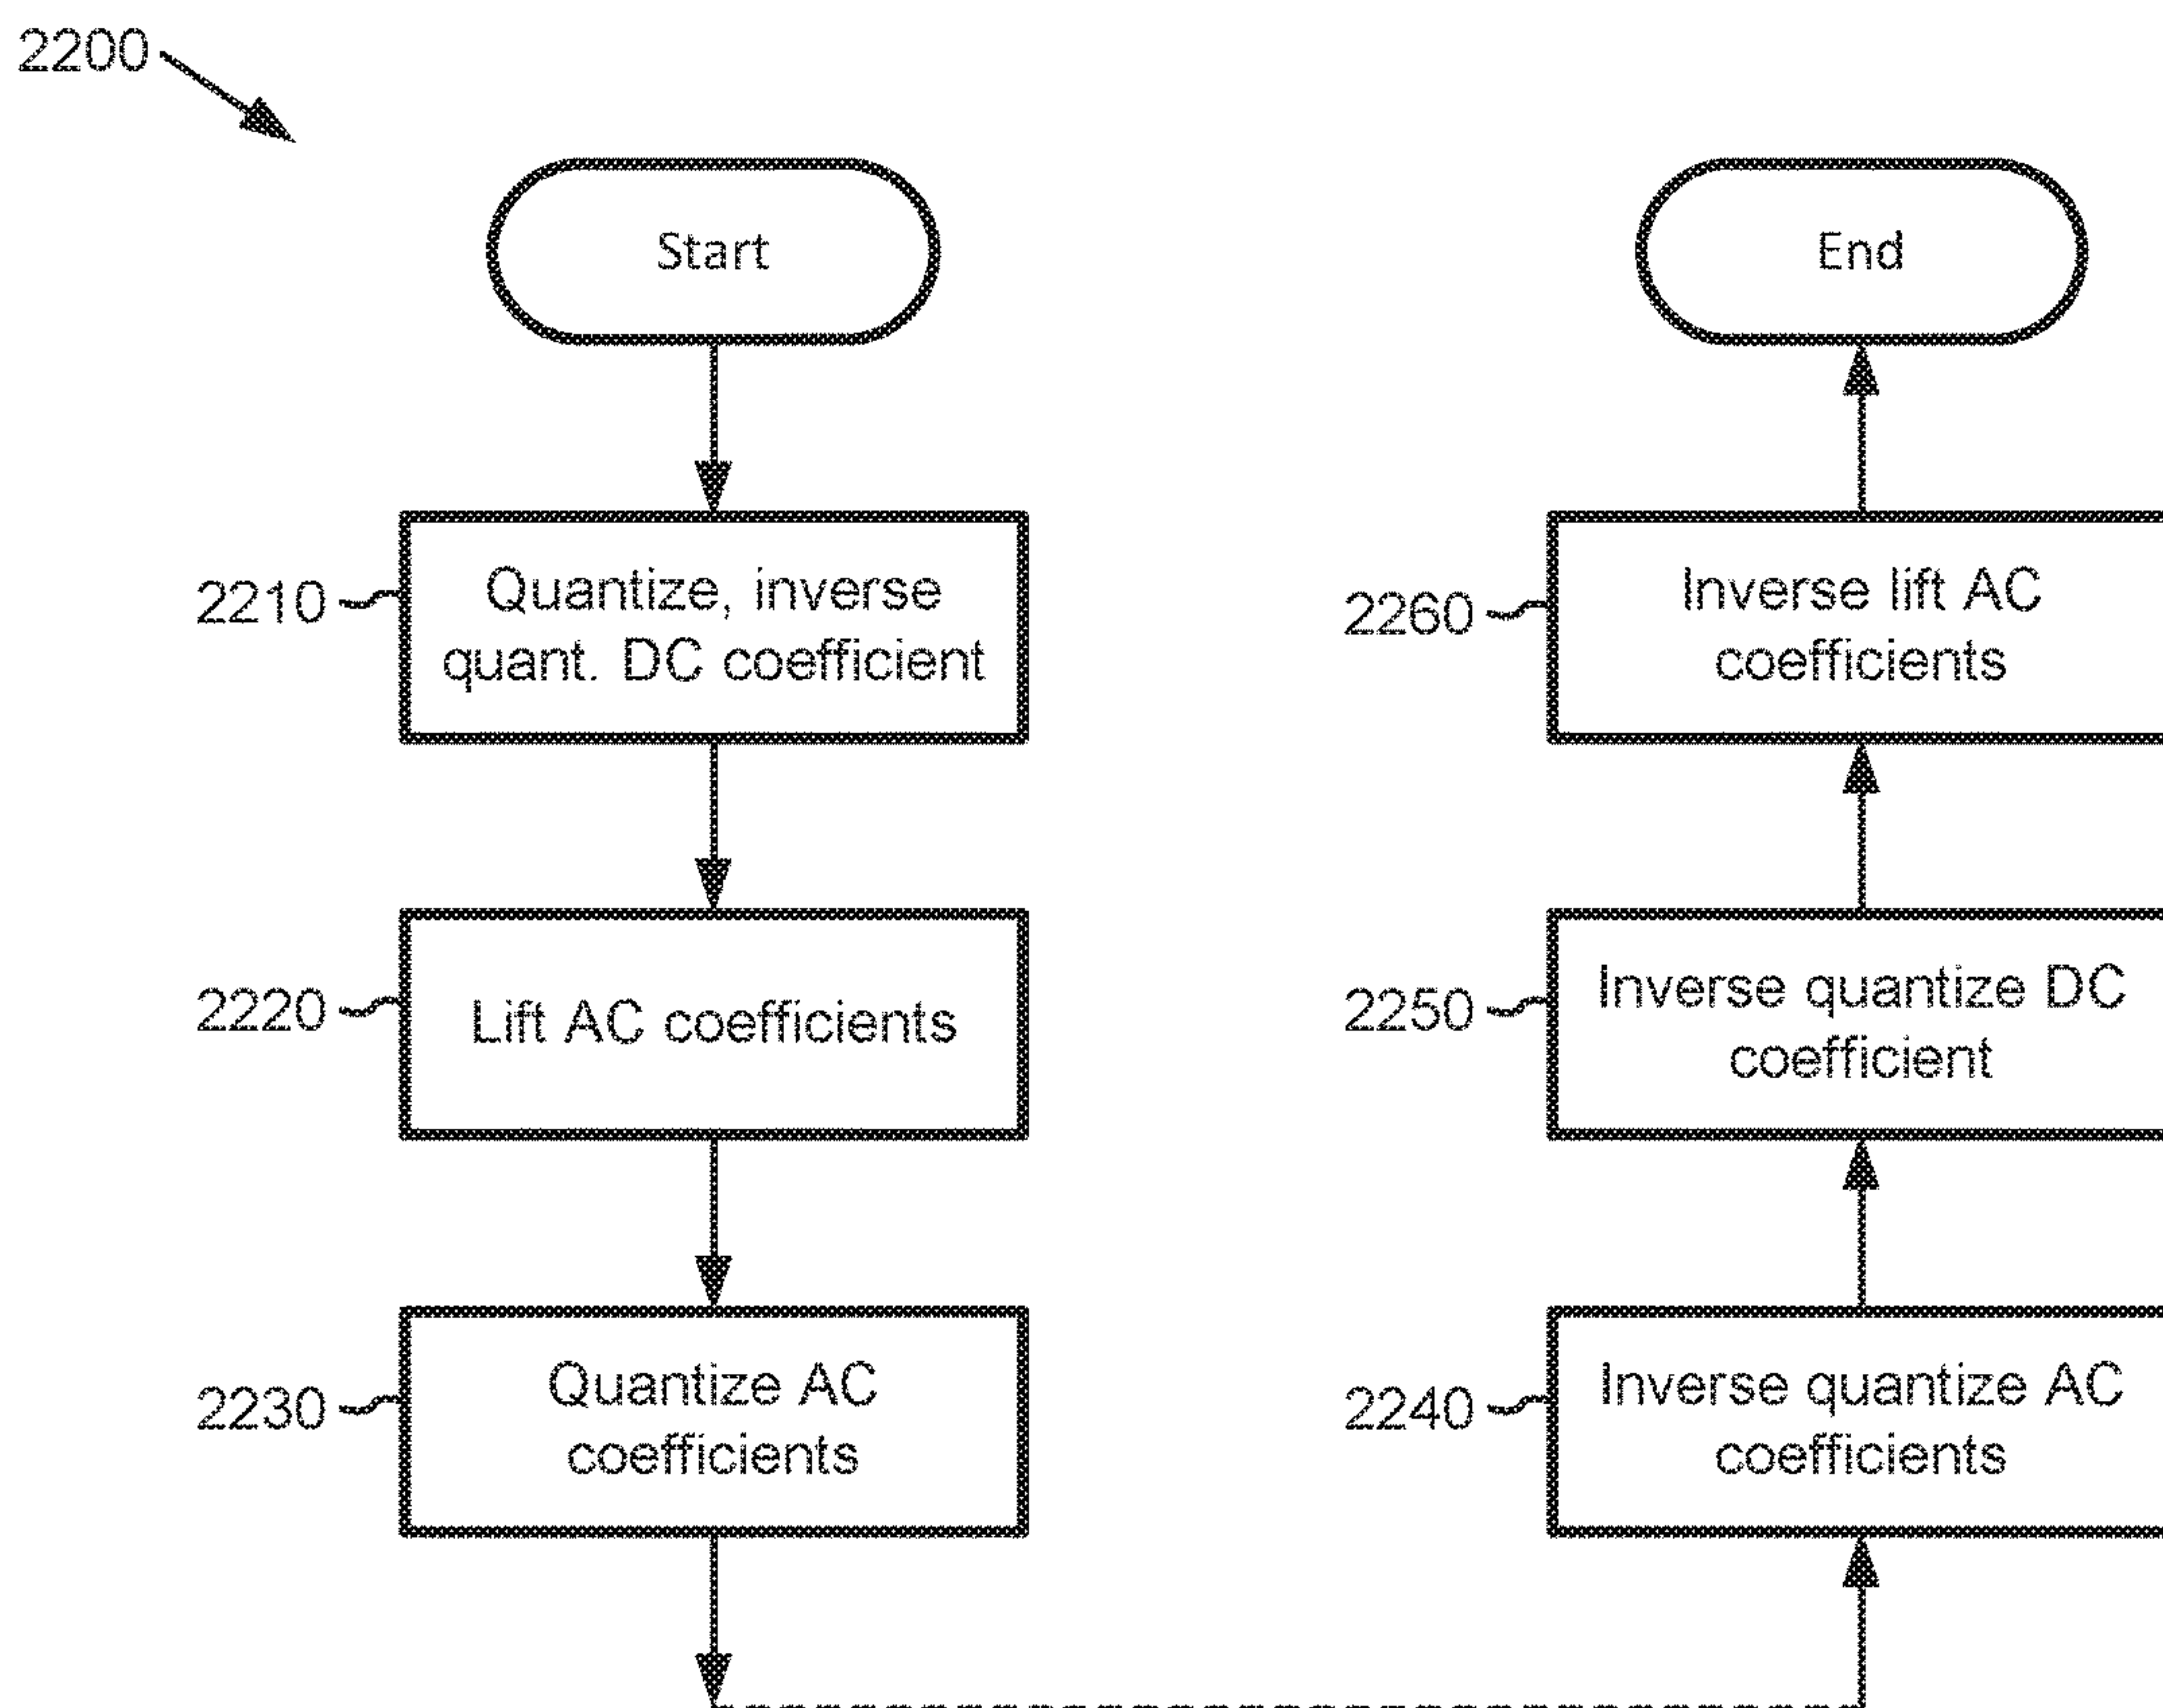 2200
Start
2210
Quantize, inverse
quant. DC coefficient
2220
Lift AC coefficients
2230
Quantize AC
coefficients
End
2260
Inverse lift AC
coefficients
2250
Inverse quantize DC
coefficient
2240
Inverse quantize AC
coefficients